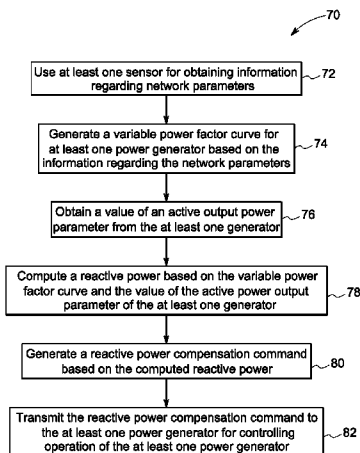 70
Use at least one sensor for obtaining information
regarding network parameters
72
Generate a variable power factor curve for
at least one power generator based on the
information regarding the network parameters
74
Obtain a value of an active output power
parameter from the at least one generator
76
Compute a reactive power based on the variable power
factor curve and the value of the active power output
parameter of the at least one generator
78
Generate a reactive power compensation command
based on the computed reactive power
80
Transmit the reactive power compensation command to
the at least one power generator for controlling
operation of the at least one power generator
82